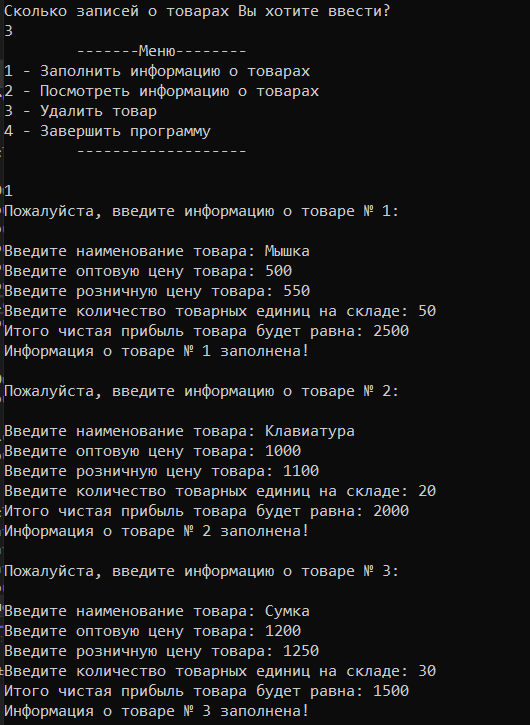 Сколько записей о товарах Вы хотите ввести?
3
-------Меню--------
1 - Заполнить информацию о товарах
2 - Посмотреть информацию о товарах
3 - Удалить товар
4 - Завершить программу
-------------------
1
Пожалуйста, введите информацию о товаре № 1:
Введите наименование товара: Мышка
Введите оптовую цену товара: 500
Введите розничную цену товара: 550
Введите количество товарных единиц на складе: 50
Итого чистая прибыль товара будет равна: 2500
Информация о товаре № 1 заполнена!
Пожалуйста, введите информацию о товаре № 2:
Введите наименование товара: Клавиатура
Введите оптовую цену товара: 1000
Введите розничную цену товара: 1100
Введите количество товарных единиц на складе: 20
Итого чистая прибыль товара будет равна: 2000
Информация о товаре № 2 заполнена!
Пожалуйста, введите информацию о товаре № 3:
Введите наименование товара: Сумка
Введите оптовую цену товара: 1200
Введите розничную цену товара: 1250
Введите количество товарных единиц на складе: 30
Итого чистая прибыль товара будет равна: 1500
Информация о товаре № 3 заполнена!